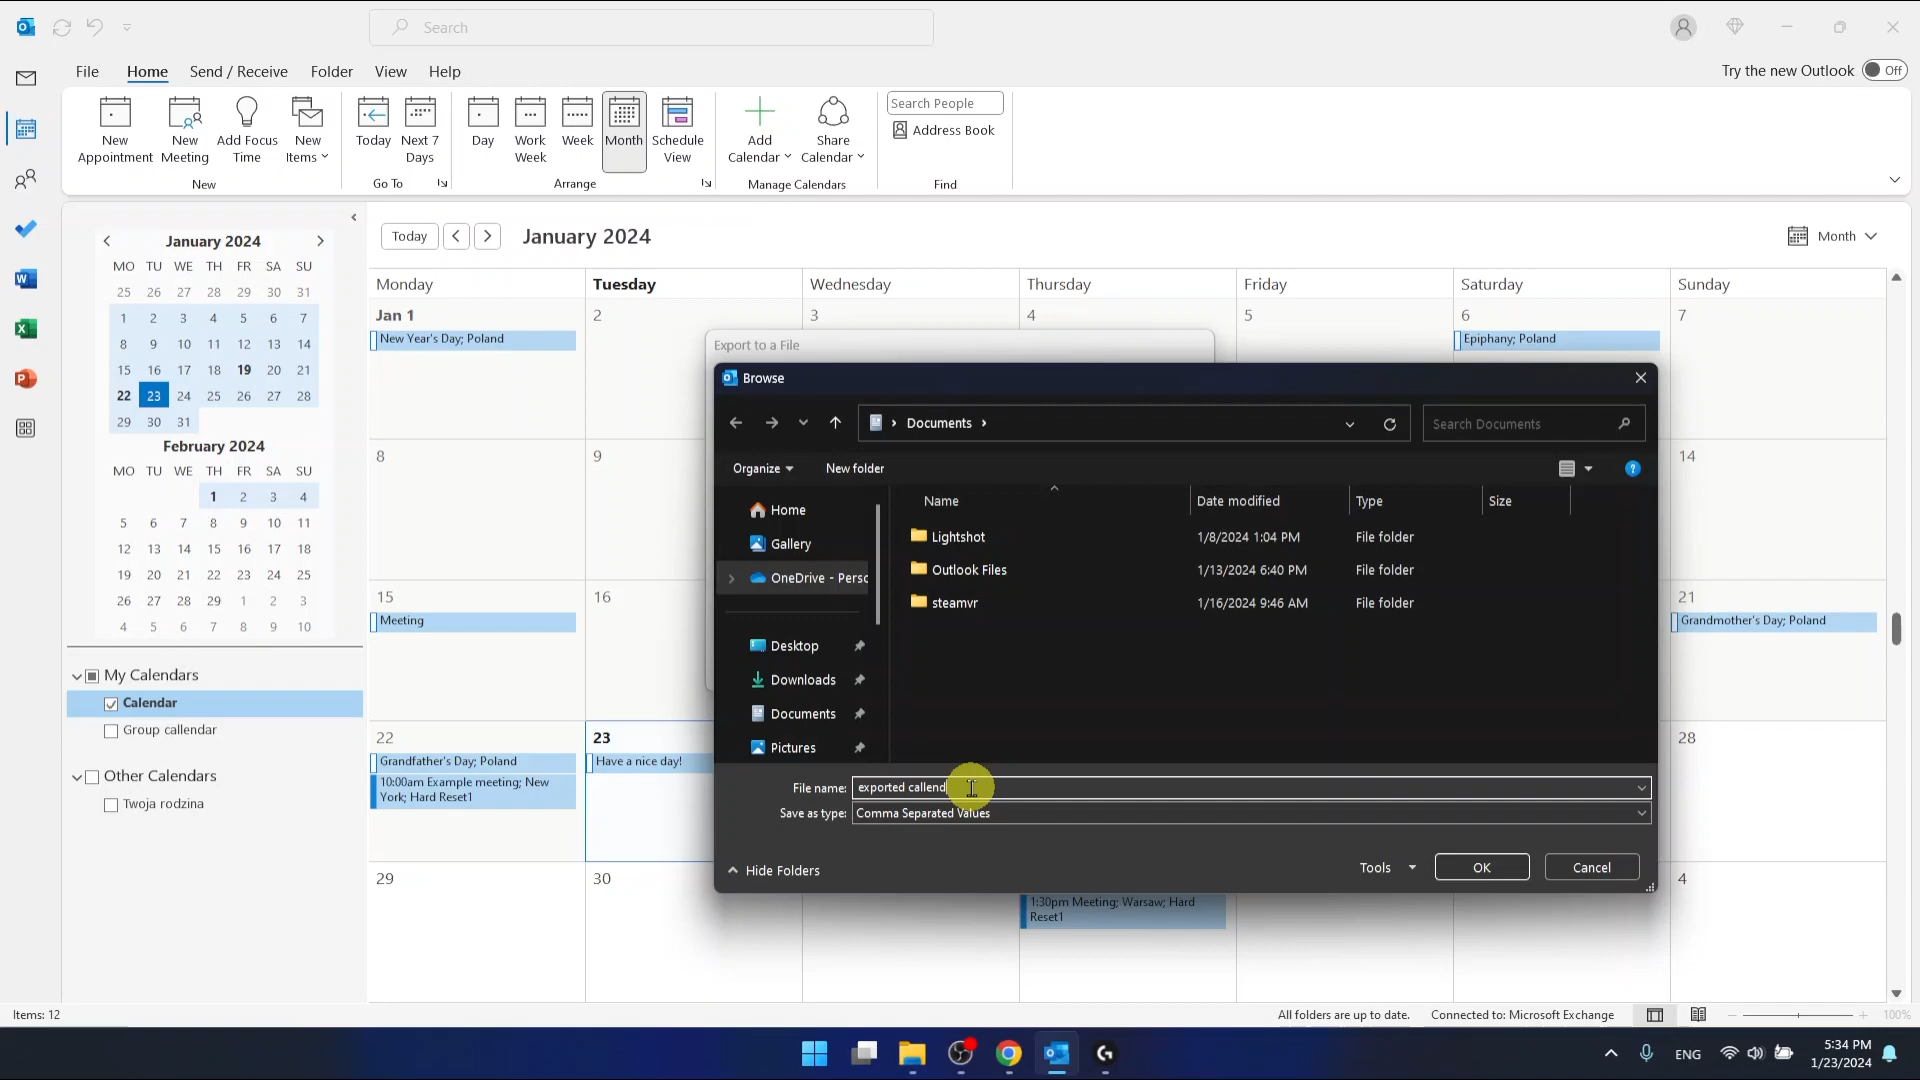 Search
File Home Send / Receive Folder View Help
Try the new Outlook Off
New Appointment
New Meeting
Add Focus Time
New Items
New
Today
Next 7 Days
Go To
Day
Work Week
Week
Month
Schedule View
Arrange
Add Calendar
Share Calendar
Manage Calendars
Search People
Address Book
Find
January 2024
MO TU WE TH FR SA SU
25 26 27 28 29 30 31
1 2 3 4 5 6 7
8 9 10 11 12 13 14
15 16 17 18 19 20 21
22 23 24 25 26 27 28
29 30 31
February 2024
MO TU WE TH FR SA SU
1 2 3 4
5 6 7 8 9 10 11
12 13 14 15 16 17 18
19 20 21 22 23 24 25
26 27 28 29 1 2 3
4 5 6 7 8 9 10
My Calendars
Calendar
Group callendar
Other Calendars
Twoja rodzina
Today
January 2024
Month
Monday Tuesday Wednesday Thursday Friday Saturday Sunday
Jan 1 2 3 4 5 6 7
New Year's Day; Poland
Epiphany; Poland
8 9 14
15 16 21
Meeting
Grandmother's Day; Poland
22 23 28
Grandfather's Day; Poland
Have a nice day!
10:00am Example meeting; New
York; Hard Reset1
29 30 4
1:30pm Meeting; Warsaw; Hard
Reset1
Export to a File
Browse
Documents
Search Documents
Organize New folder
Home
Gallery
OneDrive - Perso
Desktop
Downloads
Documents
Pictures
Name Date modified Type Size
Lightshot 1/8/2024 1:04 PM File folder
Outlook Files 1/13/2024 6:40 PM File folder
steamvr 1/16/2024 9:46 AM File folder
File name: exported callend
Save as type: Comma Separated Values
Hide Folders
Tools OK Cancel
Items: 12
All folders are up to date. Connected to: Microsoft Exchange
100%
ENG
5:34 PM
1/23/2024